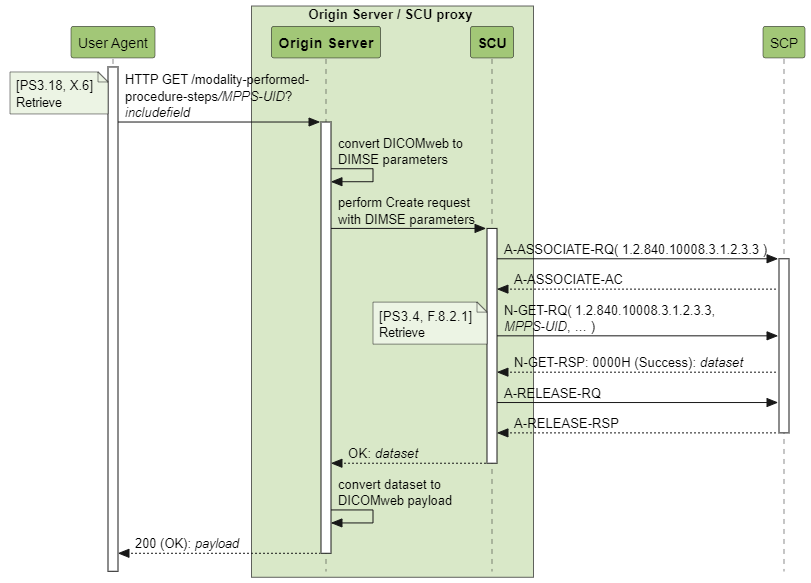 Origin Server / SCU proxy
User Agent
Origin Server
SCU
SCP
[PS3.18, X.6]
Retrieve
HTTP GET /modality-performed-
procedure-steps/MPPS-UID?
includefield
convert DICOMweb to
DIMSE parameters
perform Create request
with DIMSE parameters
A-ASSOCIATE-RQ( 1.2.840.10008.3.1.2.3.3 )
A-ASSOCIATE-AC
[PS3.4, F.8.2.1]
Retrieve
N-GET-RQ( 1.2.840.10008.3.1.2.3.3,
MPPS-UID, ... )
N-GET-RSP: 0000H (Success): dataset
A-RELEASE-RQ
A-RELEASE-RSP
OK: dataset
convert dataset to
DICOMweb payload
200 (OK): payload